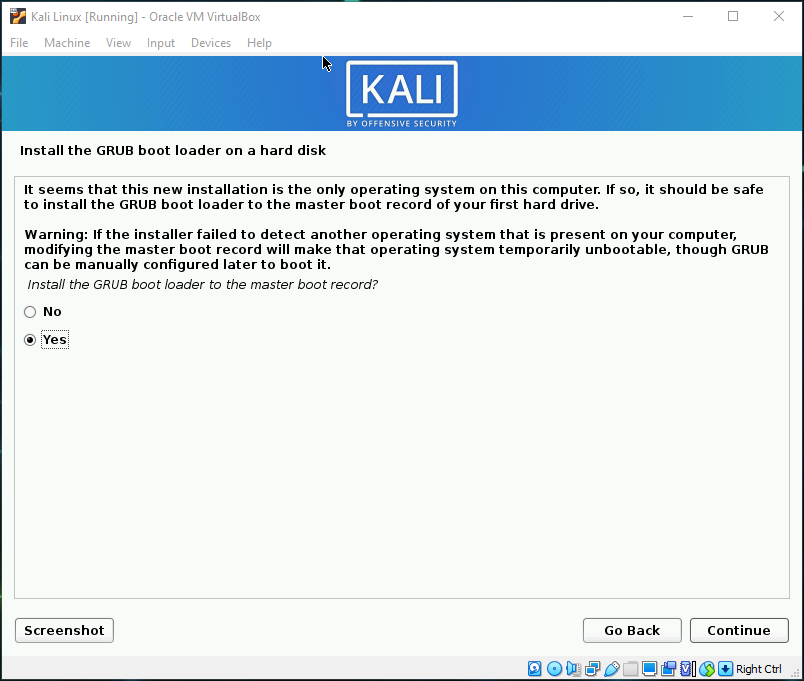 Kali Linux [Running] - Oracle VM VirtualBox
File Machine View Input Devices Help
KALI
BY OFFENSIVE SECURITY
Install the GRUB boot loader on a hard disk
It seems that this new installation is the only operating system on this computer. If so, it should be safe
to install the GRUB boot loader to the master boot record of your first hard drive.
Warning: If the installer failed to detect another operating system that is present on your computer,
modifying the master boot record will make that operating system temporarily unbootable, though GRUB
can be manually configured later to boot it.
Install the GRUB boot loader to the master boot record?
No
Yes
Screenshot Go Back Continue
Right Ctrl